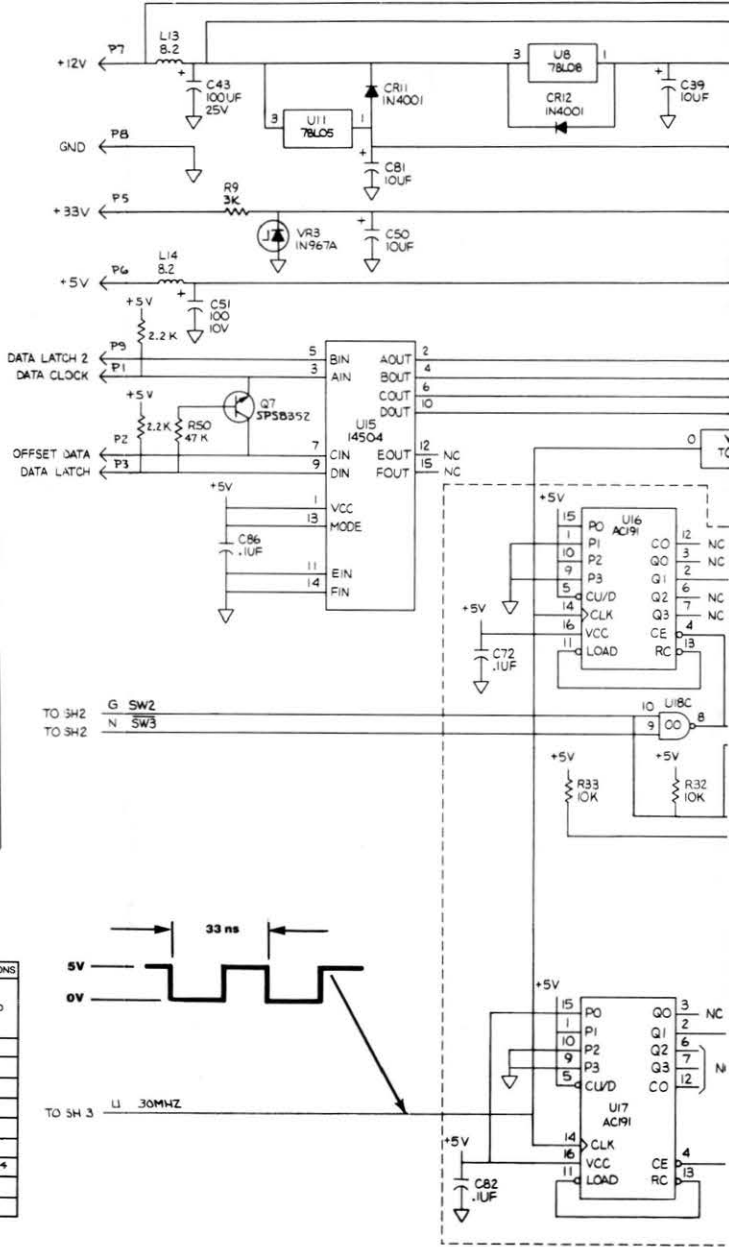 +12V P7 L13 8.2
+ C43 100UF 25V
3 U11 78L05 1
CR11 1N4001
3 U8 78L08 1
CR12 1N4001
+ C39 10UF
GND P8
+ C81 10UF
+33V P5 R9 3K
VR3 1N967A
+ C50 10UF
+5V P6 L14 8.2
+ C51 100 10V
+5V 2.2K
DATA LATCH 2 P9
DATA CLOCK P1
+5V 2.2K
R50 47K
Q7 SPS8352
OFFSET DATA P2
DATA LATCH P3
U15 14504
5 BIN AOUT 2
3 AIN BOUT 4
COUT 6
DOUT 10
7 CIN EOUT 12 NC
9 DIN FOUT 15 NC
1 VCC
13 MODE
11 EIN
14 FIN
+5V
C86 .1UF
0
+5V
U16 AC191
15 P0 CO 12 NC
1 P1 Q0 3 NC
10 P2 Q1 2
9 P3 Q2 6 NC
5 CU/D Q3 7 NC
14 CLK CE 4
16 VCC RC 13
11 LOAD
+5V
C72 .1UF
TO SH2 G SW2
TO SH2 N SW3
10 9 U18C 00 8
+5V R33 10K
+5V R32 10K
33 ns
5V
0V
ONS
TO SH 3 30MHZ
+5V
15 P0 Q0 3 NC
1 P1 Q1 2
10 P2 Q2 6
9 P3 Q3 7
5 CU/D CO 12
U17 AC191
14 CLK
16 VCC CE 4
11 LOAD RC 13
+5V
C82 .1UF